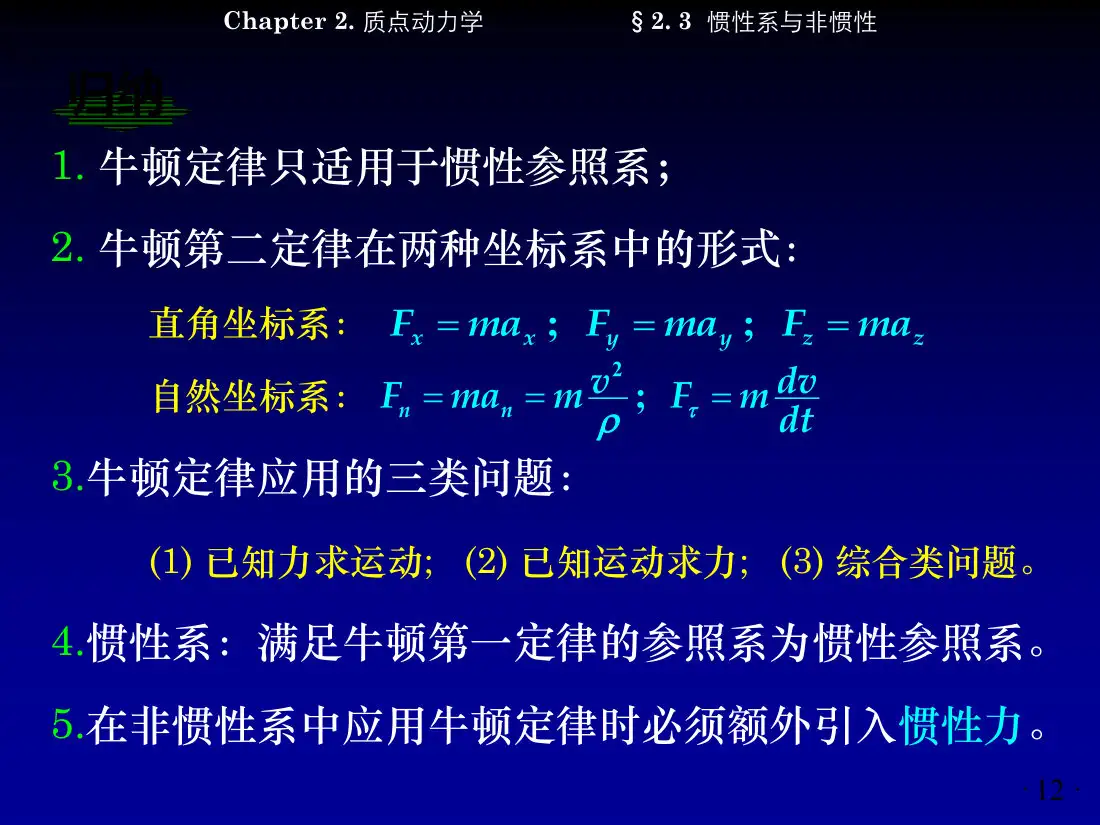 Chapter 2. 质点动力学 §2.3 惯性系与非惯性
归纳
1. 牛顿定律只适用于惯性参照系；
2. 牛顿第二定律在两种坐标系中的形式：
直角坐标系： Fₓ = maₓ ; F_y = ma_y ; F_z = ma_z
自然坐标系： F_n = ma_n = m v²/ρ ; F_τ = m dv/dt
3.牛顿定律应用的三类问题：
(1) 已知力求运动; (2) 已知运动求力; (3) 综合类问题。
4.惯性系：满足牛顿第一定律的参照系为惯性参照系。
5.在非惯性系中应用牛顿定律时必须额外引入惯性力。
·12·